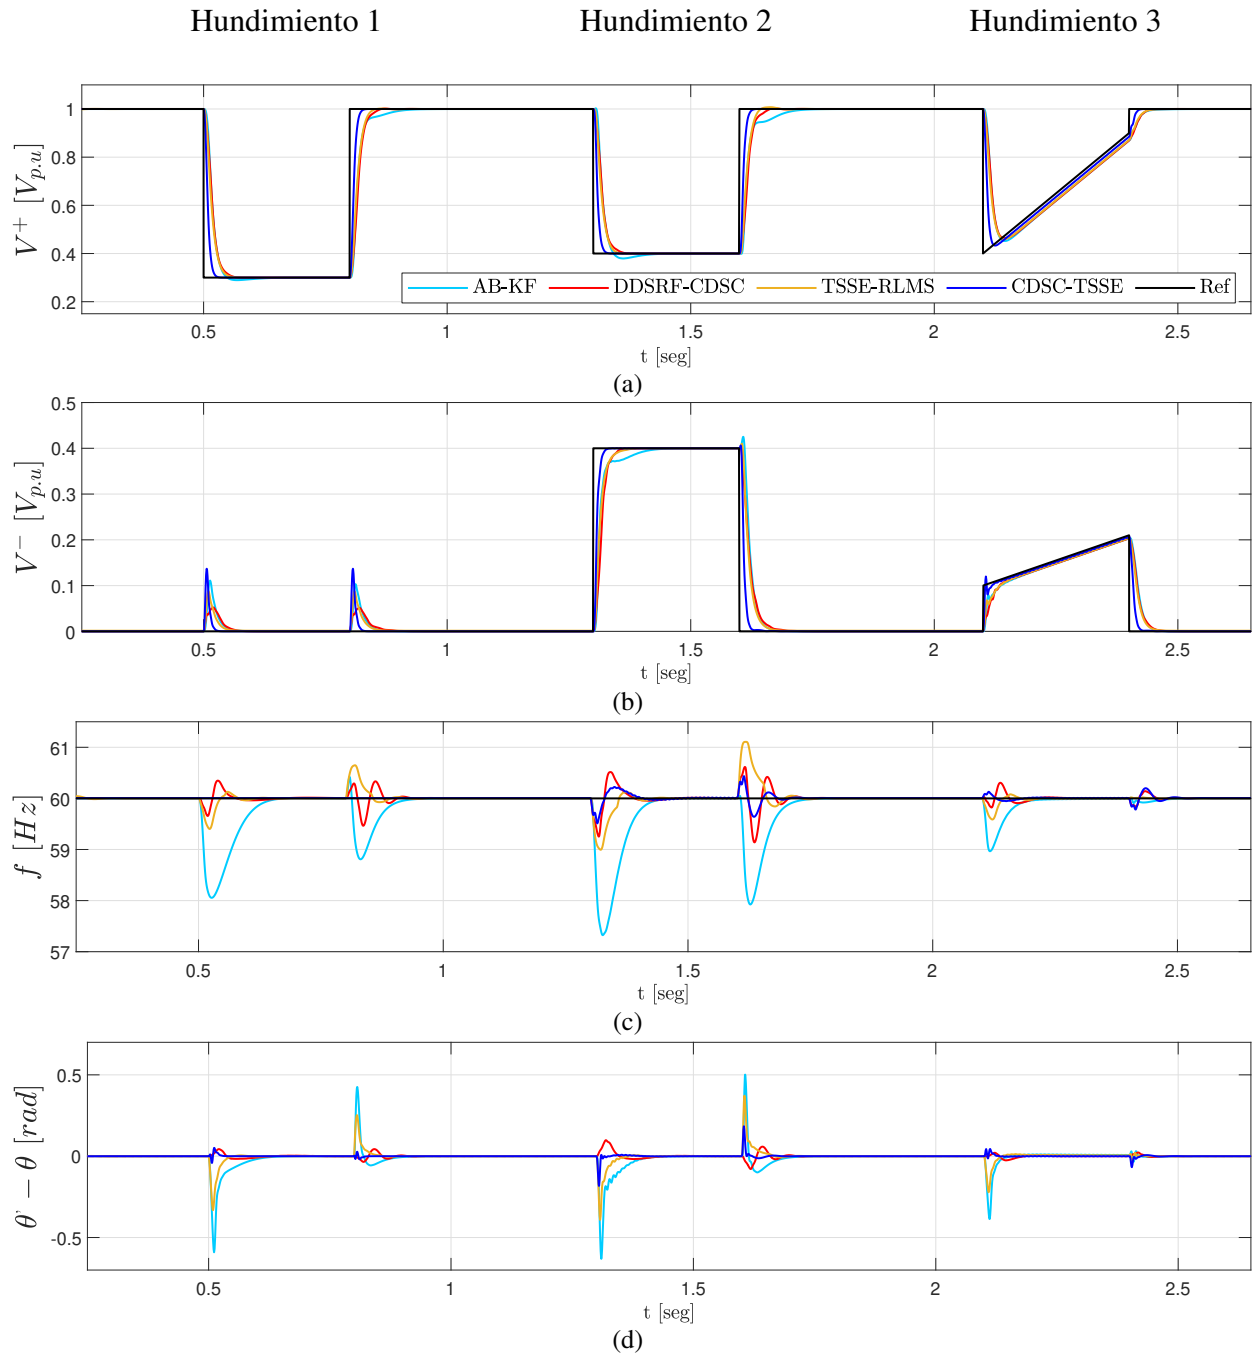 Hundimiento 1 Hundimiento 2 Hundimiento 3
V⁺ [V_{p.u}]
1
0.8
0.6
0.4
0.2
AB-KF DDSRF-CDSC TSSE-RLMS CDSC-TSSE Ref
0.5 1 1.5 2 2.5
t [seg]
(a)
V⁻ [V_{p.u}]
0.5
0.4
0.3
0.2
0.1
0
0.5 1 1.5 2 2.5
t [seg]
(b)
f [Hz]
61
60
59
58
57
0.5 1 1.5 2 2.5
t [seg]
(c)
θ' − θ [rad]
0.5
0
-0.5
0.5 1 1.5 2 2.5
t [seg]
(d)